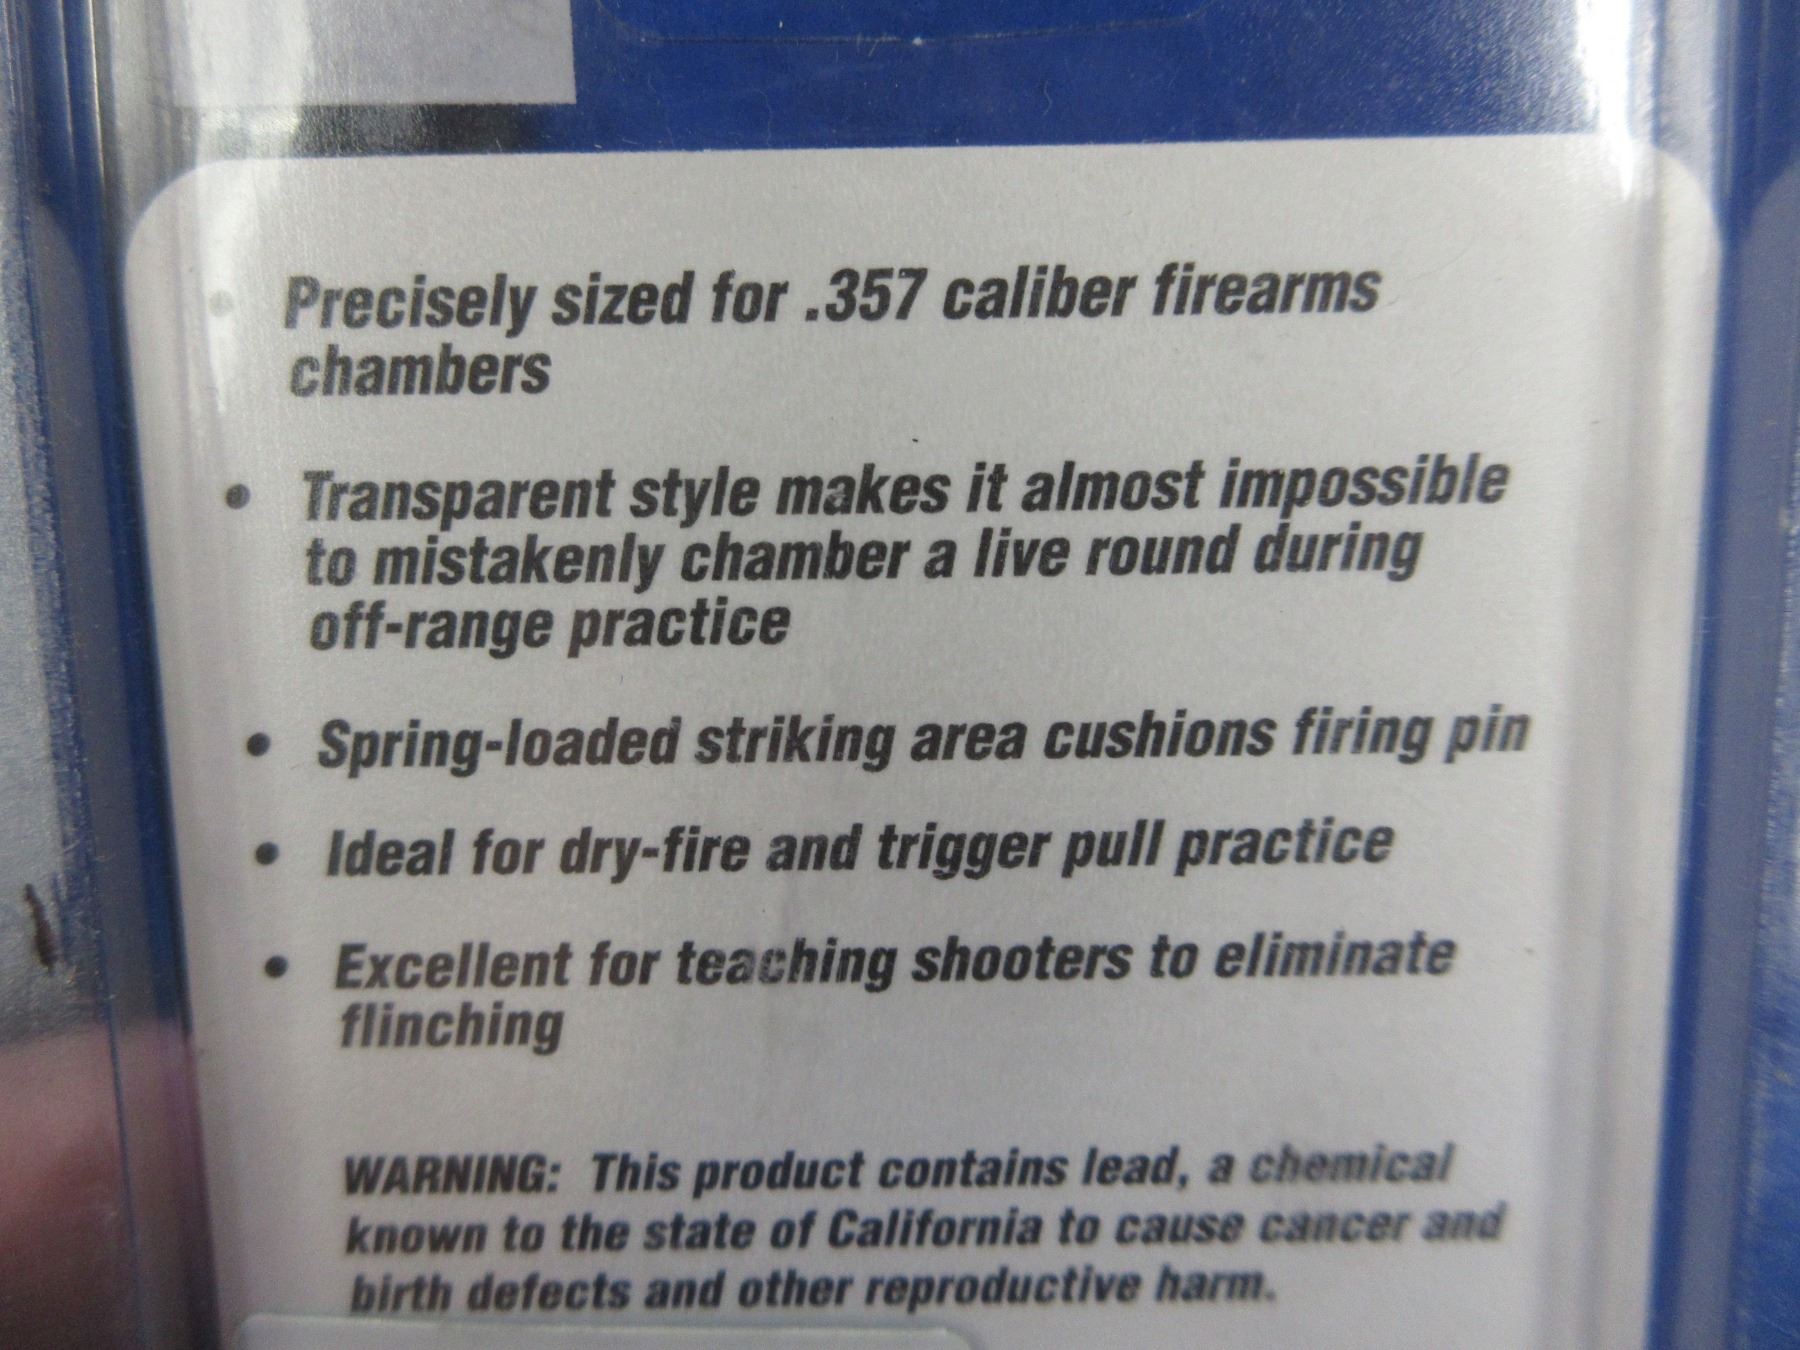 • Precisely sized for .357 caliber firearms
chambers
• Transparent style makes it almost impossible
to mistakenly chamber a live round during
off-range practice
• Spring-loaded striking area cushions firing pin
• Ideal for dry-fire and trigger pull practice
• Excellent for teaching shooters to eliminate
flinching
WARNING: This product contains lead, a chemical
known to the state of California to cause cancer and
birth defects and other reproductive harm.